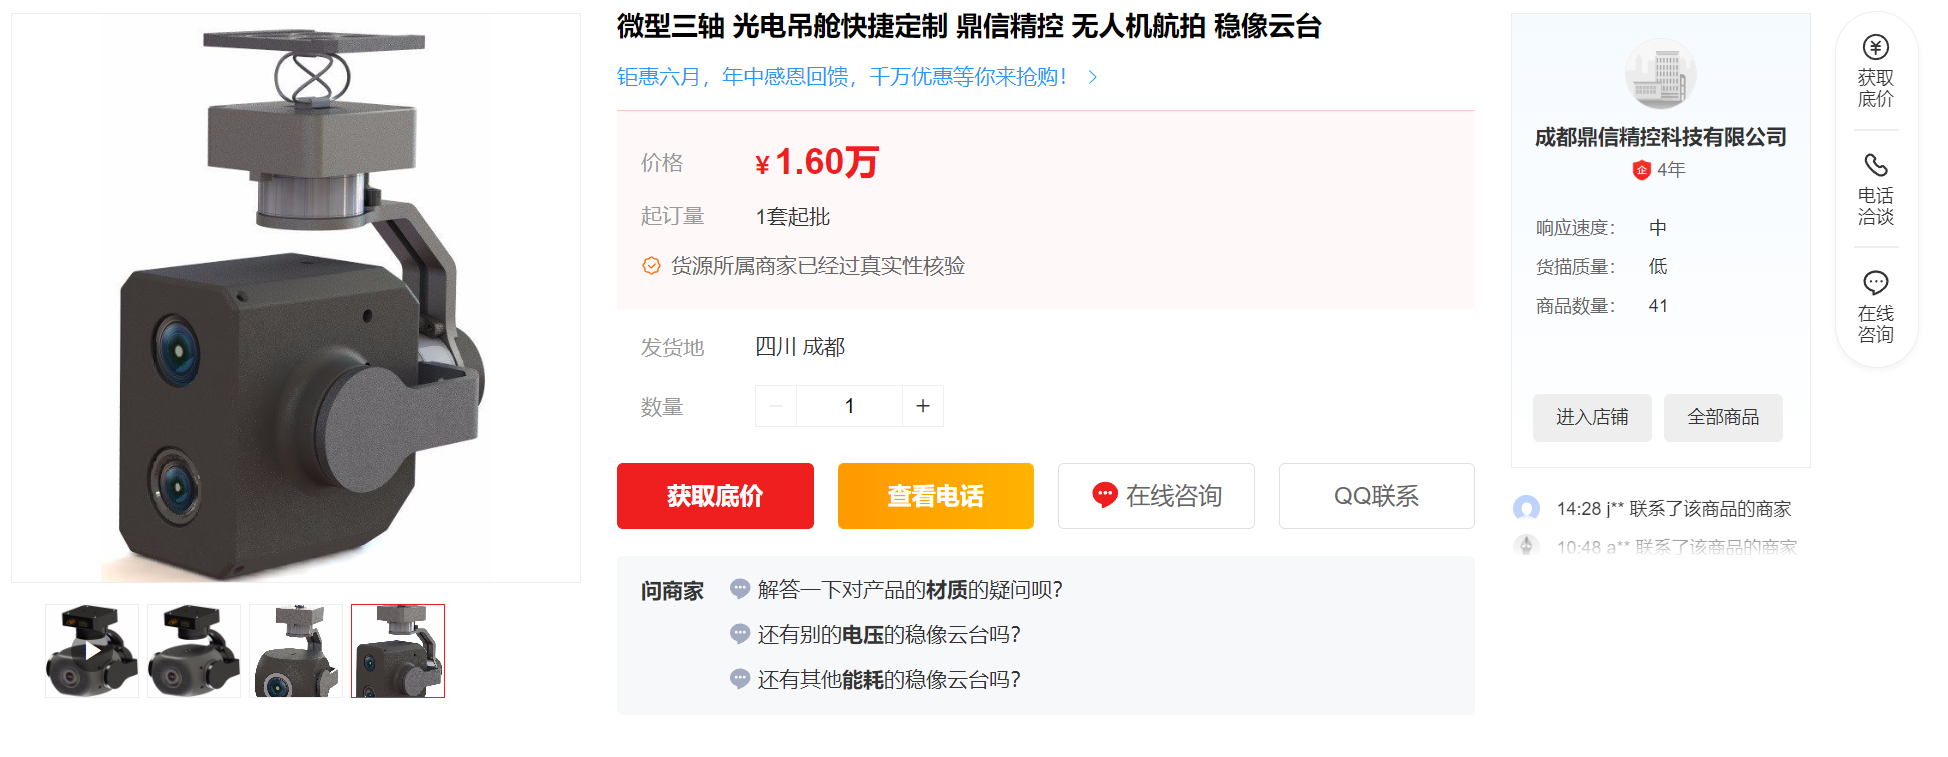 微型三轴 光电吊舱快捷定制 鼎信精控 无人机航拍 稳像云台
钜惠六月，年中感恩回馈，千万优惠等你来抢购！
价格 ¥1.60万
起订量 1套起批
货源所属商家已经过真实性核验
发货地 四川 成都
数量 1 +
获取底价 查看电话 在线咨询 QQ联系
问商家 解答一下对产品的材质的疑问呗？
还有别的电压的稳像云台吗？
还有其他能耗的稳像云台吗？
成都鼎信精控科技有限公司
企 4年
响应速度： 中
货描质量： 低
商品数量： 41
进入店铺 全部商品
14:28 j** 联系了该商品的商家
10:48 a** 联系了该商品的商家
获取
底价
电话
洽谈
在线
咨询